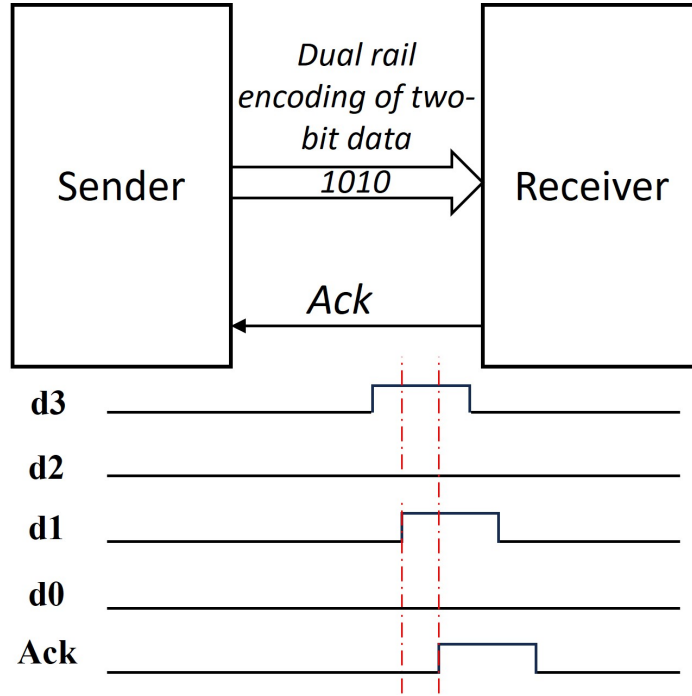 Dual rail
encoding of two-
bit data
Sender
1010
Receiver
Ack
d3
d2
d1
d0
Ack